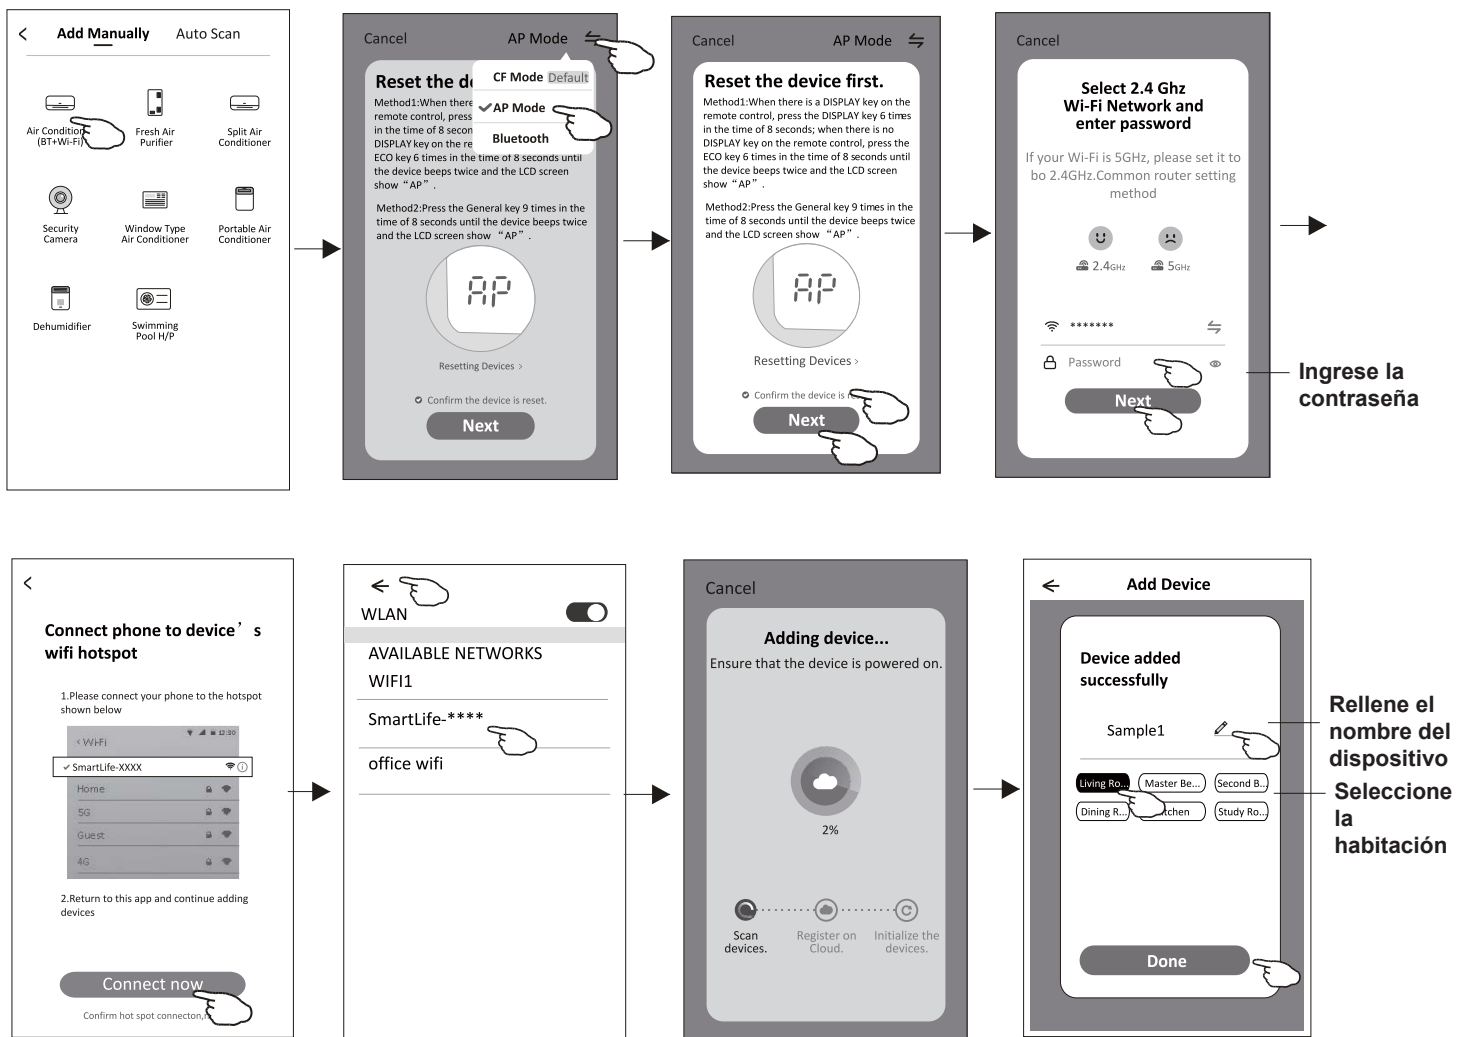 Add Manually Auto Scan
Air Condition
(BT+Wi-Fi)
Fresh Air
Purifier
Split Air
Conditioner
Security
Camera
Window Type
Air Conditioner
Portable Air
Conditioner
Dehumidifier
Swimming
Pool H/P
Cancel AP Mode
Reset the de
CF Mode Default
AP Mode
Bluetooth
Method1:When there
remote control, press
in the time of 8 secon
DISPLAY key on the re
ECO key 6 times in the time of 8 seconds until
the device beeps twice and the LCD screen
show “AP”.
Method2:Press the General key 9 times in the
time of 8 seconds until the device beeps twice
and the LCD screen show “AP”.
AP
Resetting Devices >
Confirm the device is reset.
Next
Cancel AP Mode
Reset the device first.
Method1:When there is a DISPLAY key on the
remote control, press the DISPLAY key 6 times
in the time of 8 seconds; when there is no
DISPLAY key on the remote control, press the
ECO key 6 times in the time of 8 seconds until
the device beeps twice and the LCD screen
show “AP”.
Method2:Press the General key 9 times in the
time of 8 seconds until the device beeps twice
and the LCD screen show “AP”.
AP
Resetting Devices >
Confirm the device is re
Next
Cancel
Select 2.4 Ghz
Wi-Fi Network and
enter password
If your Wi-Fi is 5GHz, please set it to
bo 2.4GHz.Common router setting
method
2.4GHz 5GHz
*******
Password
Next
Ingrese la
contraseña
Connect phone to device’s
wifi hotspot
1.Please connect your phone to the hotspot
shown below
12:30
< Wi-Fi
SmartLife-XXXX
Home
5G
Guest
4G
2.Return to this app and continue adding
devices
Connect now
Confirm hot spot connecton,
WLAN
AVAILABLE NETWORKS
WIFI1
SmartLife-****
office wifi
Cancel
Adding device...
Ensure that the device is powered on.
2%
Scan
devices.
Register on
Cloud.
Initialize the
devices.
Add Device
Device added
successfully
Sample1
Living Ro.. Master Be... Second B...
Dining R... tchen Study Ro...
Done
Rellene el
nombre del
dispositivo
Seleccione
la
habitación